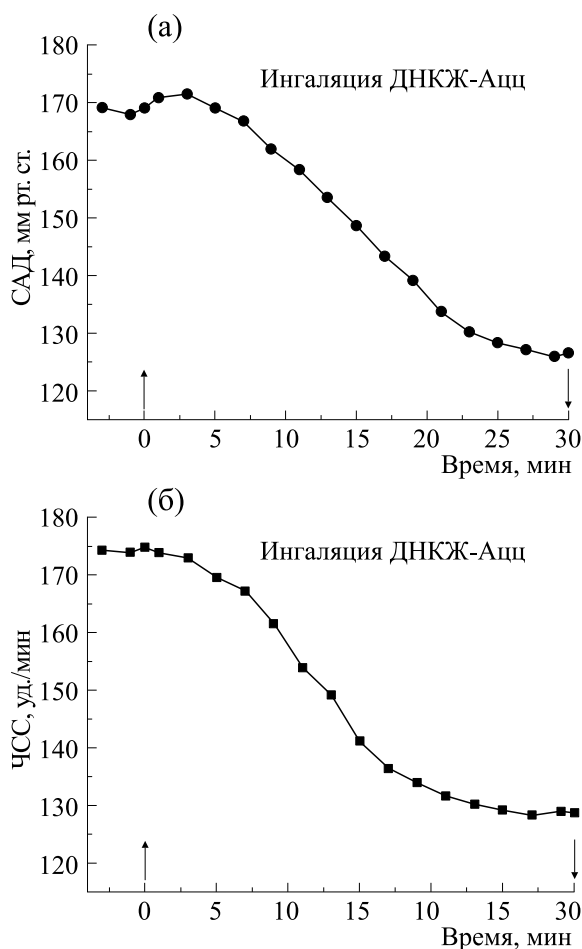 (а)
Ингаляция ДНКЖ-Ацц
САД, мм рт. ст.
180
170
160
150
140
130
120
0 5 10 15 20 25 30
Время, мин
(б)
Ингаляция ДНКЖ-Ацц
ЧСС, уд./мин
180
175
160
150
140
130
120
0 5 10 15 10 15 30
Время, мин